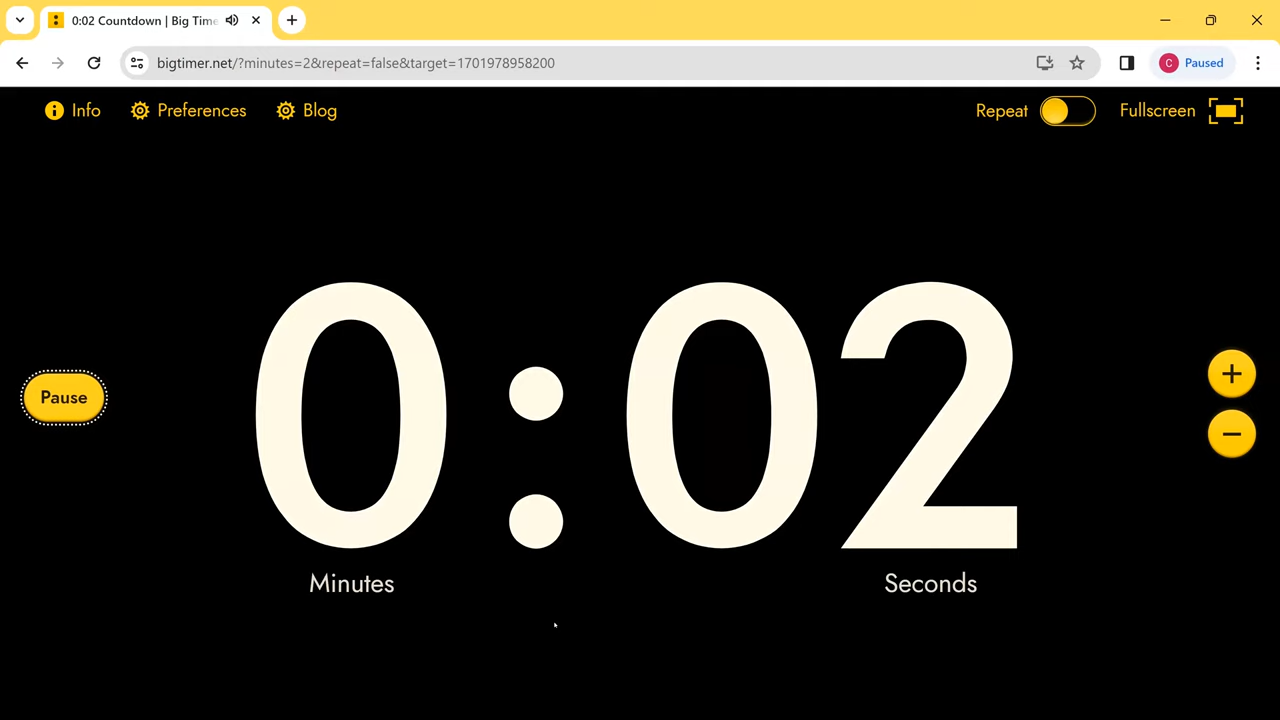 0:02 Countdown | Big Time
bigtimer.net/?minutes=2&repeat=false&target=1701978958200
C Paused
Info Preferences Blog Repeat Fullscreen
0:02
Pause
+
−
Minutes Seconds